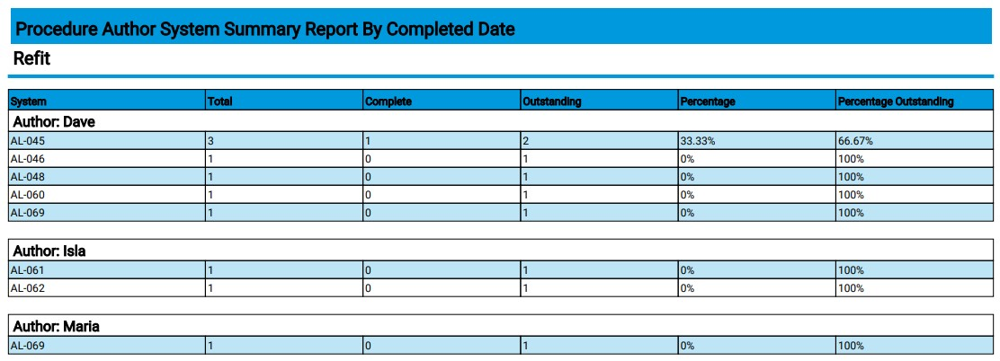 Procedure Author System Summary Report By Completed Date
Refit
System Total Complete Outstanding Percentage Percentage Outstanding
Author: Dave
AL-045 3 1 2 33.33% 66.67%
AL-046 1 0 1 0% 100%
AL-048 1 0 1 0% 100%
AL-060 1 0 1 0% 100%
AL-069 1 0 1 0% 100%
Author: Isla
AL-061 1 0 1 0% 100%
AL-062 1 0 1 0% 100%
Author: Maria
AL-069 1 0 1 0% 100%